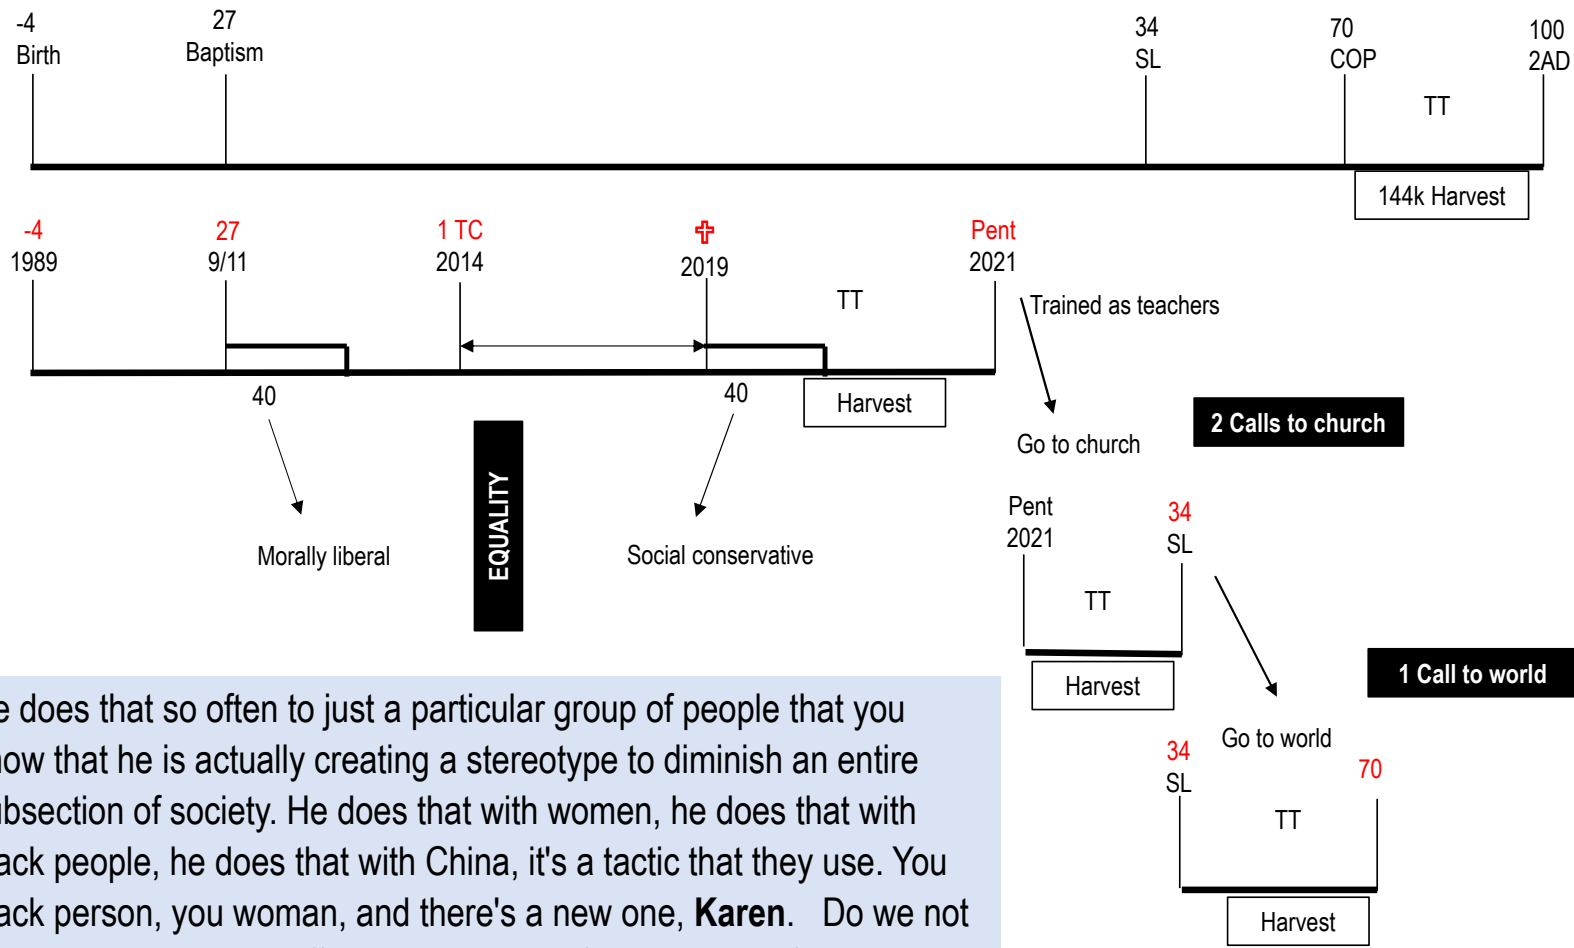 -4
Birth
27
Baptism
34
SL
70
COP
100
2AD
TT
144k Harvest
-4
1989
27
9/11
1 TC
2014
2019
Pent
2021
TT
Trained as teachers
40
40
Harvest
Go to church
2 Calls to church
EQUALITY
Morally liberal
Social conservative
Pent
2021
34
SL
TT
Harvest
1 Call to world
Go to world
34
SL
70
TT
Harvest
e does that so often to just a particular group of people that you
now that he is actually creating a stereotype to diminish an entire
ubsection of society. He does that with women, he does that with
ack people, he does that with China, it's a tactic that they use. You
ack person, you woman, and there's a new one, Karen. Do we not